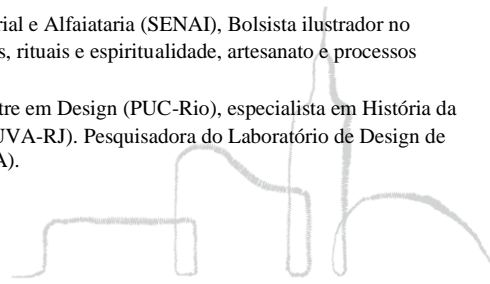 rial e Alfaiataria (SENAI), Bolsista ilustrador no
s, rituais e espiritualidade, artesanato e processos
tre em Design (PUC-Rio), especialista em História da
UVA-RJ). Pesquisadora do Laboratório de Design de
A).